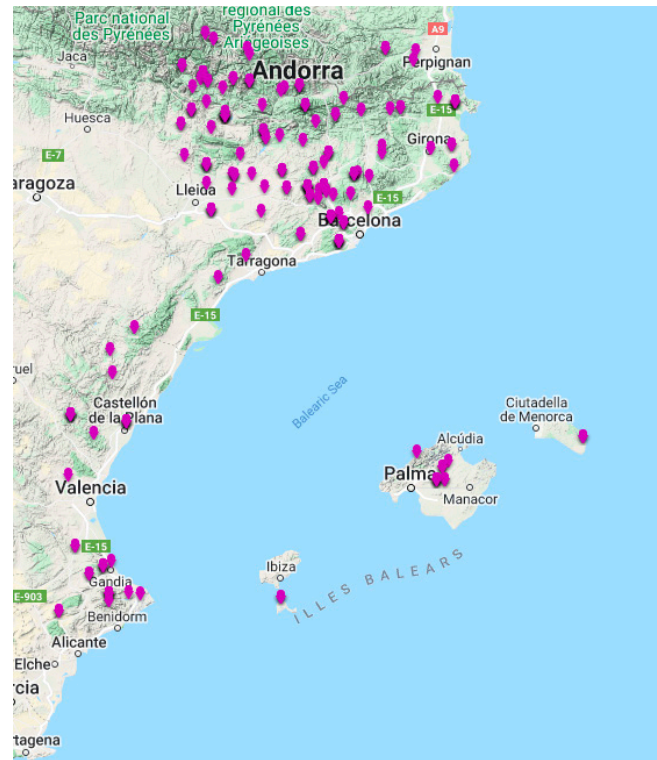 Parc national
des Pyrénées
régional des
Pyrénées
Ariégeoises
A9
Jaca
Andorra
Perpignan
Huesca
E-15
E-7
Girona
aragoza
Lleida
E-15
Barcelona
Tarragona
E-15
ruel
Castellón
de la Plana
Balearic Sea
Ciutadella
de Menorca
Alcúdia
Palma
Manacor
Valencia
E-15
Gandia
Ibiza
ILLES BALEARS
E-903
Benidorm
Alicante
Elche
rcia
rtagena